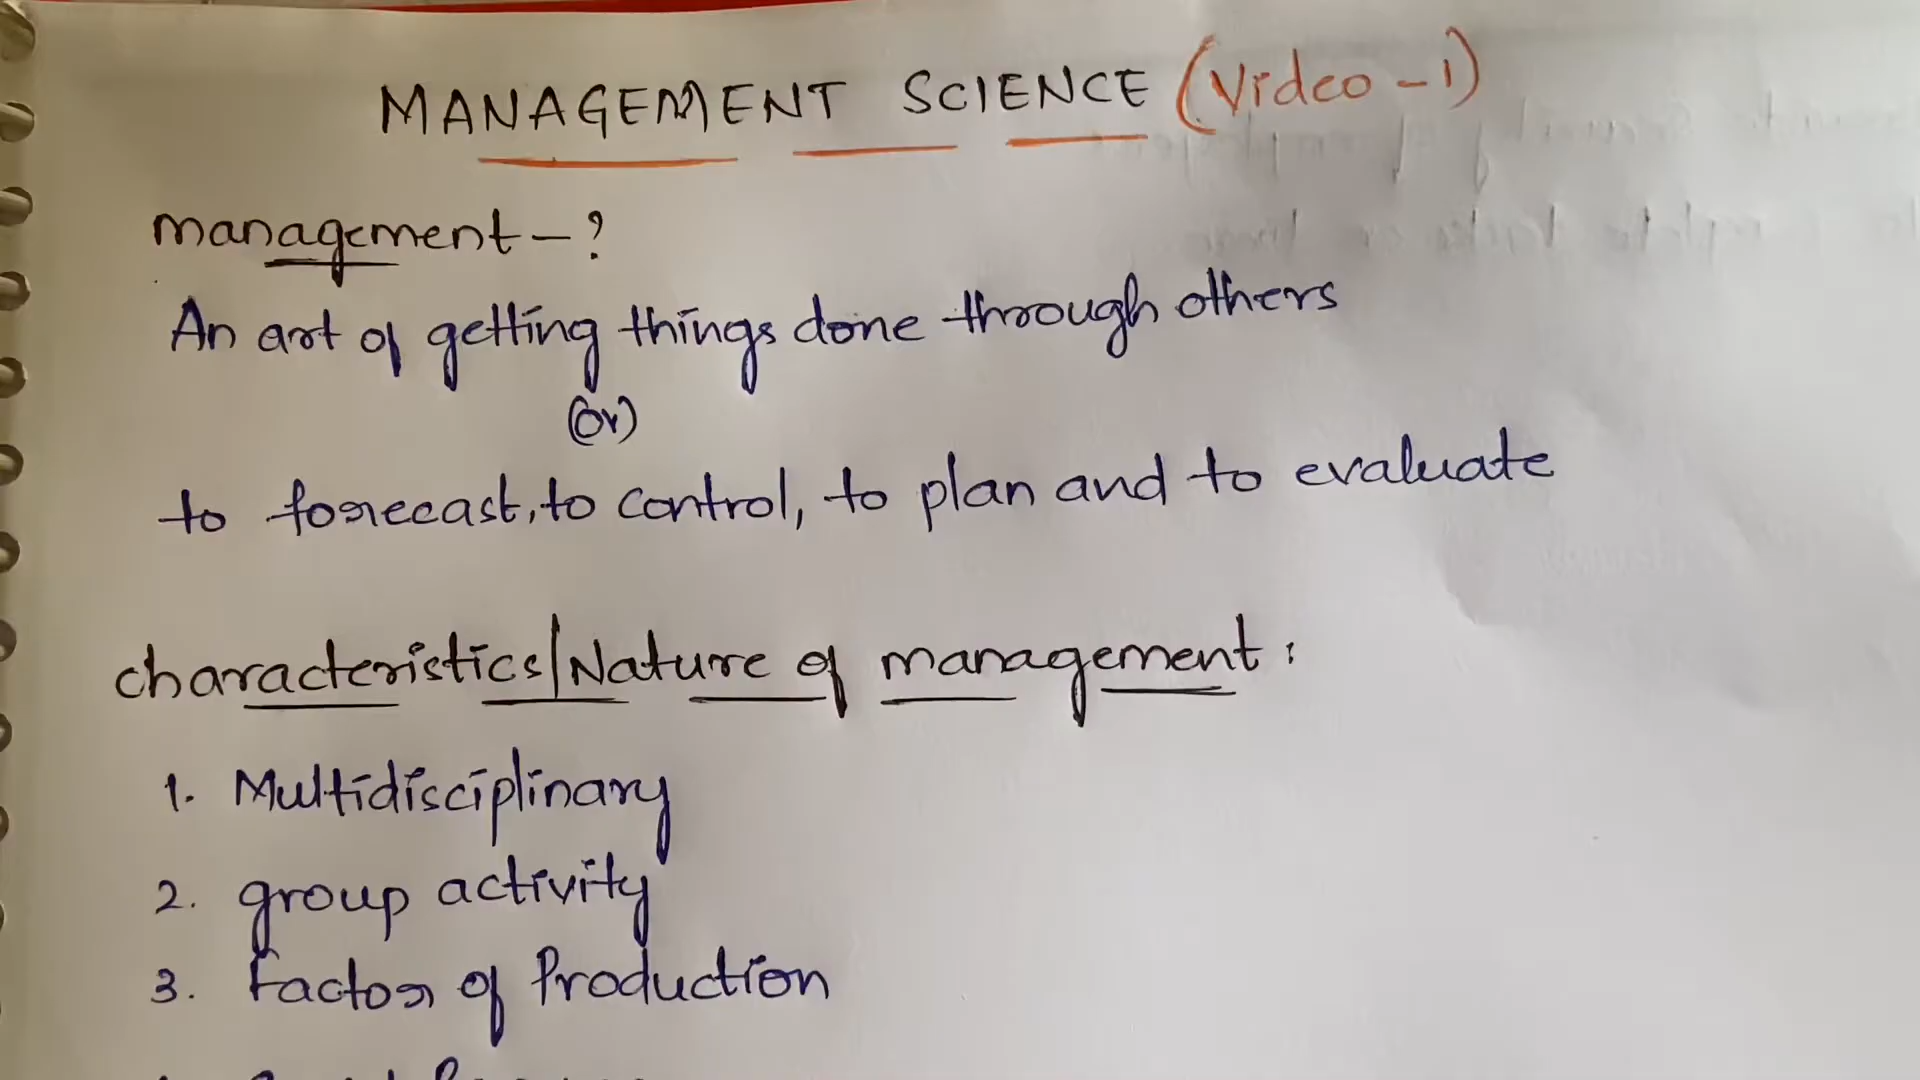 MANAGEMENT SCIENCE (Video-1)
management-?
An art of getting things done through others
(or)
to forecast, to control, to plan and to evaluate
characteristics/Nature of management:
1. Multidisciplinary
2. group activity
3. Factor of Production